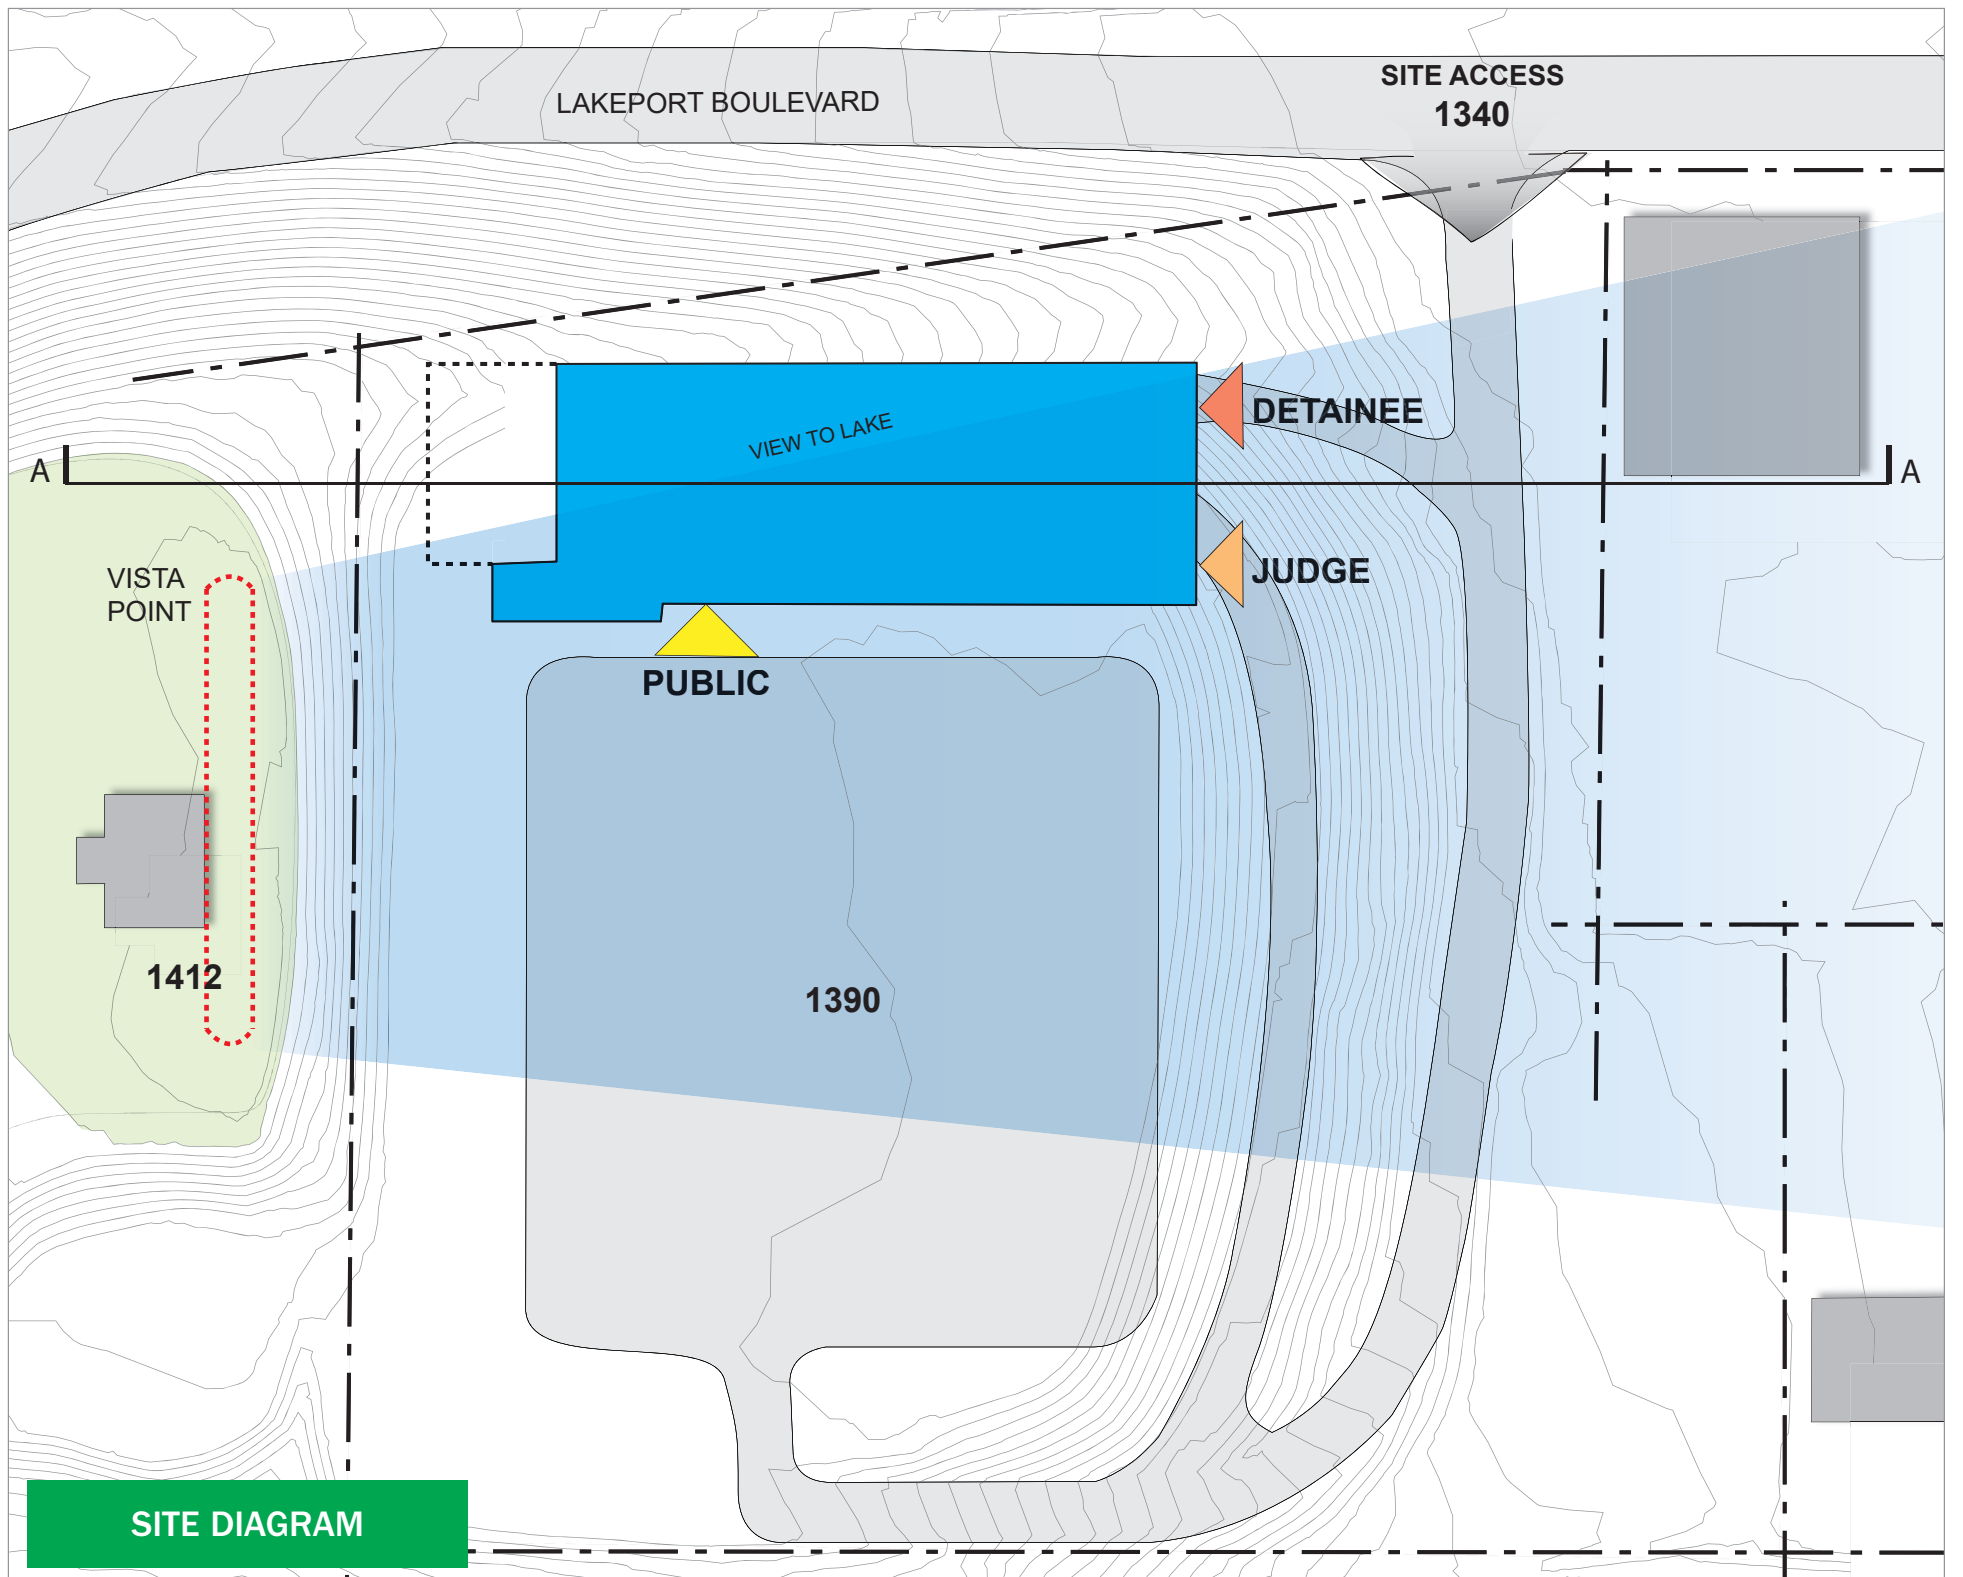 SITE ACCESS
1340
LAKEPORT BOULEVARD
DETAINEE
VIEW TO LAKE
A
A
JUDGE
VISTA
POINT
PUBLIC
1412
1390
SITE DIAGRAM